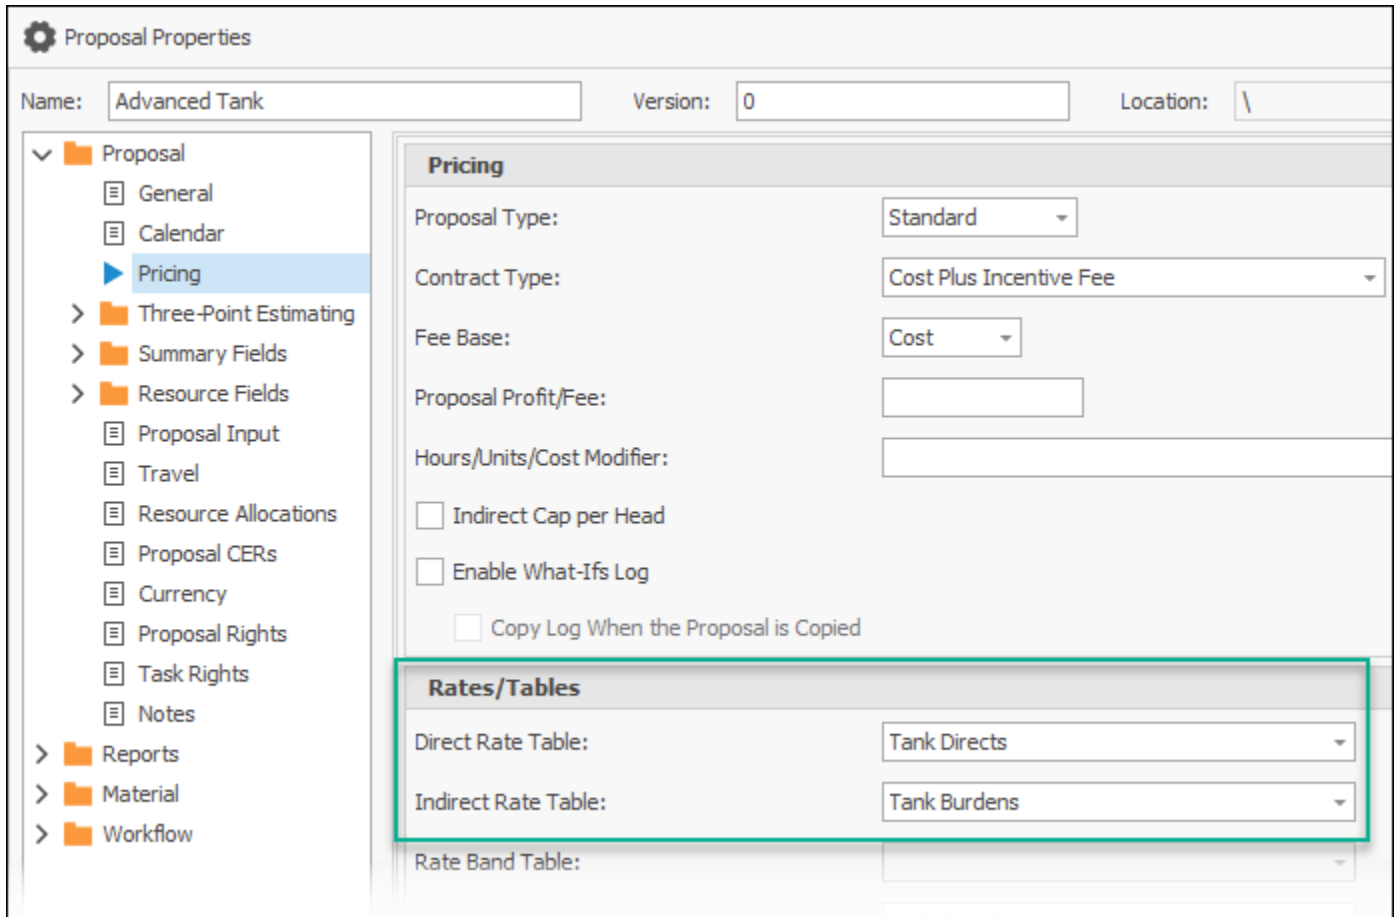 Proposal Properties
Name: Advanced Tank Version: 0 Location: \
Proposal
General
Calendar
Pricing
Three-Point Estimating
Summary Fields
Resource Fields
Proposal Input
Travel
Resource Allocations
Proposal CERs
Currency
Proposal Rights
Task Rights
Notes
Reports
Material
Workflow
Pricing
Proposal Type: Standard
Contract Type: Cost Plus Incentive Fee
Fee Base: Cost
Proposal Profit/Fee:
Hours/Units/Cost Modifier:
Indirect Cap per Head
Enable What-Ifs Log
Copy Log When the Proposal is Copied
Rates/Tables
Direct Rate Table: Tank Directs
Indirect Rate Table: Tank Burdens
Rate Band Table: